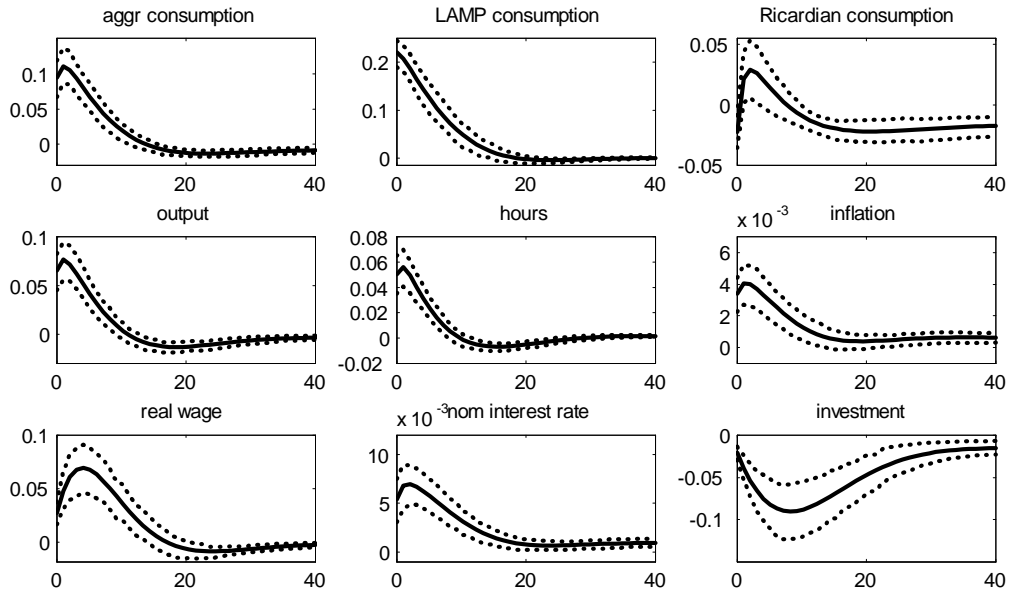 aggr consumption
LAMP consumption
Ricardian consumption
0.1
0.05
0
0 20 40
0.2
0.1
0
0 20 40
0.05
0
-0.05
0 20 40
output
hours
x 10 -3
inflation
0.1
0.05
0
0 20 40
0.08
0.06
0.04
0.02
0
-0.02
0 20 40
6
4
2
0
0 20 40
real wage
x 10 -3
nom interest rate
investment
0.1
0.05
0
0 20 40
10
5
0
0 20 40
0
-0.05
-0.1
0 20 40